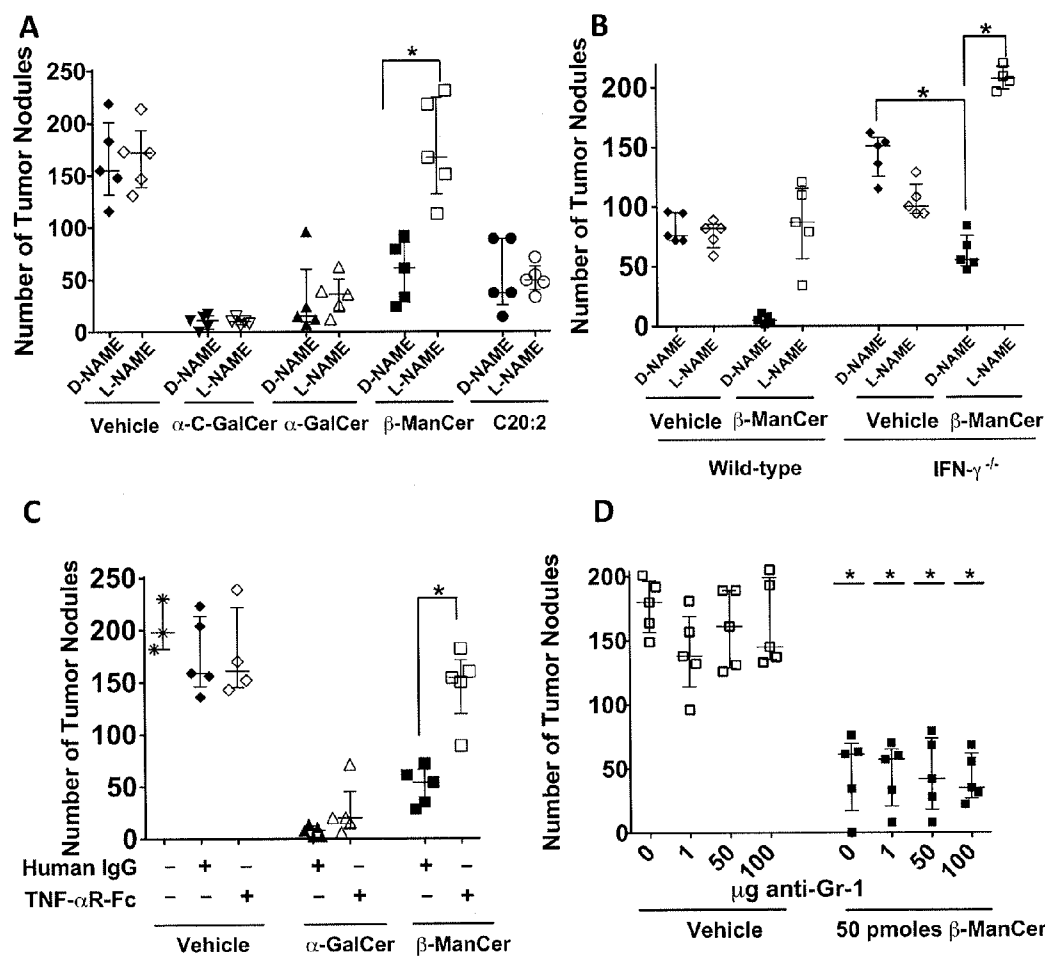 A
Number of Tumor Nodules
250
200
150
100
50
0
*
D-NAME L-NAME D-NAME L-NAME D-NAME L-NAME D-NAME L-NAME D-NAME L-NAME
Vehicle α-C-GalCer α-GalCer β-ManCer C20:2
B
Number of Tumor Nodules
200
150
100
50
0
*
*
D-NAME L-NAME D-NAME L-NAME D-NAME L-NAME D-NAME L-NAME
Vehicle β-ManCer Vehicle β-ManCer
Wild-type IFN-γ -/-
C
Number of Tumor Nodules
250
200
150
100
50
0
*
Human IgG – + – + – + –
TNF-αR-Fc – – + – + – +
Vehicle α-GalCer β-ManCer
D
Number of Tumor Nodules
200
150
100
50
0
* * * *
0 1 50 100 0 1 50 100
μg anti-Gr-1
Vehicle 50 pmoles β-ManCer